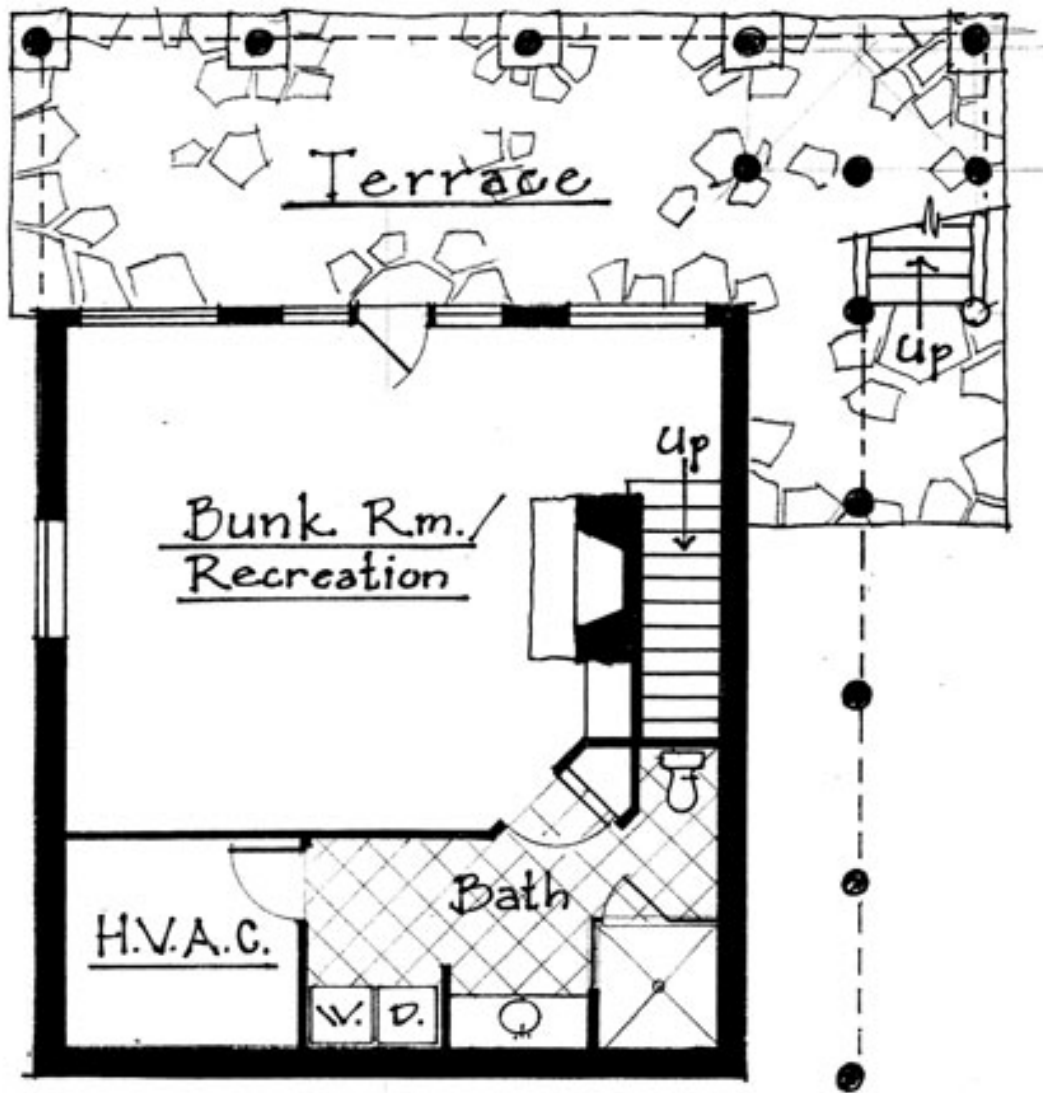 Terrace
Up
Up
Bunk Rm./
Recreation
Bath
H.V.A.C.
W. D.